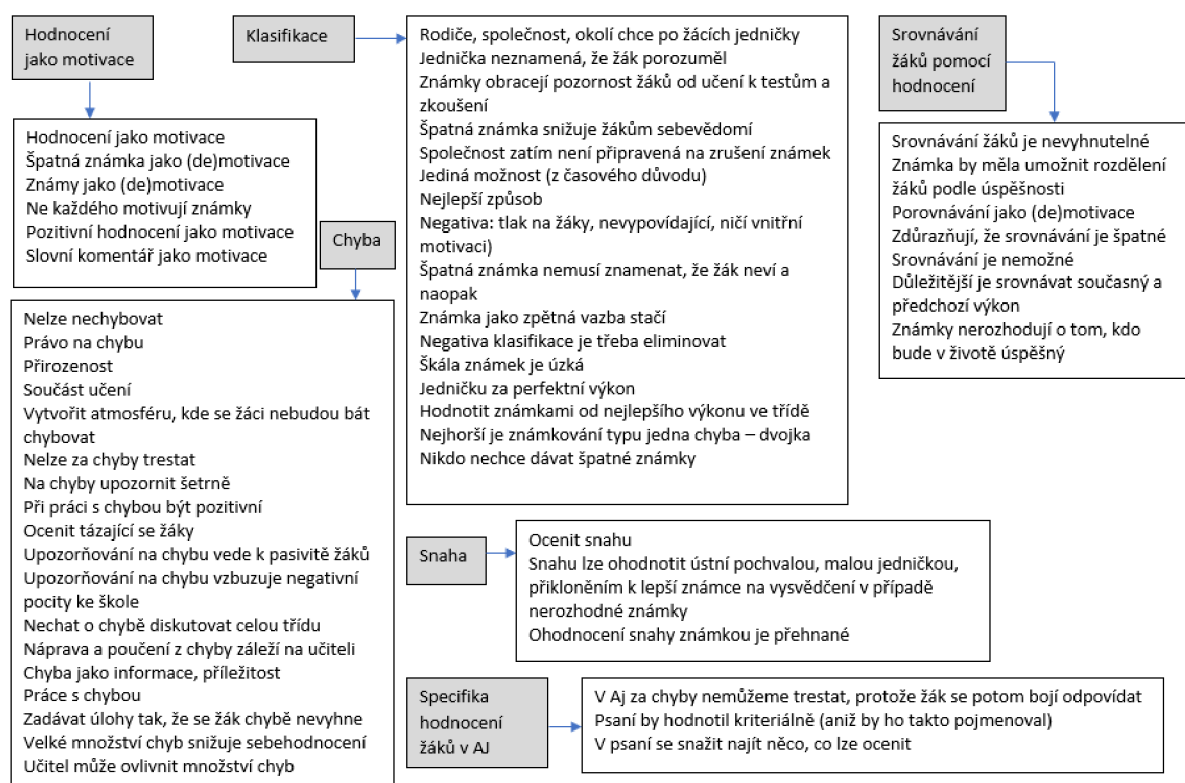 Hodnocení
jako motivace
Hodnocení jako motivace
Špatná známka jako (de)motivace
Známy jako (de)motivace
Ne každého motivují známky
Pozitivní hodnocení jako motivace
Slovní komentář jako motivace
Klasifikace
Rodiče, společnost, okolí chce po žácích jedničky
Jednička neznamená, že žák porozuměl
Známky obracejí pozornost žáků od učení k testům a
zkoušení
Špatná známka snižuje žákům sebevědomí
Společnost zatím není připravená na zrušení známek
Jediná možnost (z časového důvodu)
Nejlepší způsob
Negativa: tlak na žáky, nevypovídající, ničí vnitřní
motivaci)
Špatná známka nemusí znamenat, že žák neví a
naopak
Známka jako zpětná vazba stačí
Negativa klasifikace je třeba eliminovat
Škála známek je úzká
Jedničku za perfektní výkon
Hodnotit známkami od nejlepšího výkonu ve třídě
Nejhorší je známkování typu jedna chyba – dvojka
Nikdo nechce dávat špatné známky
Srovnávání
žáků pomocí
hodnocení
Srovnávání žáků je nevyhnutelné
Známka by měla umožnit rozdělení
žáků podle úspěšnosti
Porovnávání jako (de)motivace
Zdůrazňují, že srovnávání je špatné
Srovnávání je nemožné
Důležitější je srovnávat současný a
předchozí výkon
Známky nerozhodují o tom, kdo
bude v životě úspěšný
Chyba
Nelze nechybovat
Právo na chybu
Přirozenost
Součást učení
Vytvořit atmosféru, kde se žáci nebudou bát
chybovat
Nelze za chyby trestat
Na chyby upozornit šetrně
Při práci s chybou být pozitivní
Ocenit tázající se žáky
Upozorňování na chybu vede k pasivitě žáků
Upozorňování na chybu vzbuzuje negativní
pocity ke škole
Nechat o chybě diskutovat celou třídu
Náprava a poučení z chyby záleží na učiteli
Chyba jako informace, příležitost
Práce s chybou
Zadávat úlohy tak, že se žák chybě nevyhne
Velké množství chyb snižuje sebehodnocení
Učitel může ovlivnit množství chyb
Snaha
Ocenit snahu
Snahu lze ohodnotit ústní pochvalou, malou jedničkou,
přikloněním k lepší známce na vysvědčení v případě
nerozhodné známky
Ohodnocení snahy známkou je přehnané
Specifika
hodnocení
žáků v AJ
V Aj za chyby nemůžeme trestat, protože žák se potom bojí odpovídat
Psaní by hodnotil kriteriálně (aniž by ho takto pojmenoval)
V psaní se snažit najít něco, co lze ocenit